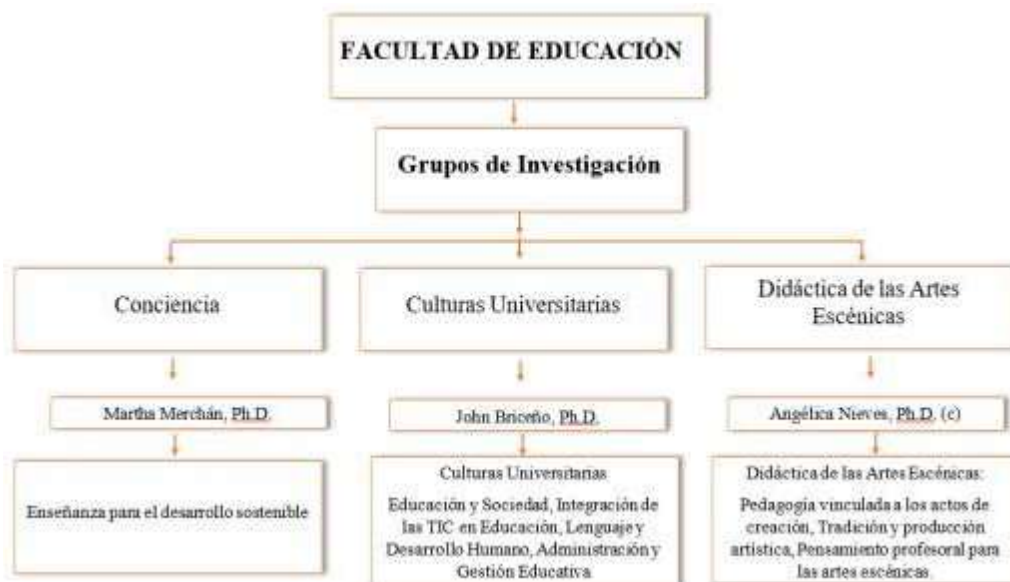 FACULTAD DE EDUCACIÓN
Grupos de Investigación
Conciencia
Culturas Universitarias
Didáctica de las Artes
Escénicas
Martha Merchán, Ph.D.
John Briceño, Ph.D.
Angélica Nieves, Ph.D. (c)
Enseñanza para el desarrollo sostenible
Culturas Universitarias
Educación y Sociedad, Integración de
las TIC en Educación, Lenguaje y
Desarrollo Humano, Administración y
Gestión Educativa
Didáctica de las Artes Escénicas:
Pedagogía vinculada a los actos de
creación, Tradición y producción
artística, Pensamiento profesoral para
las artes escénicas.